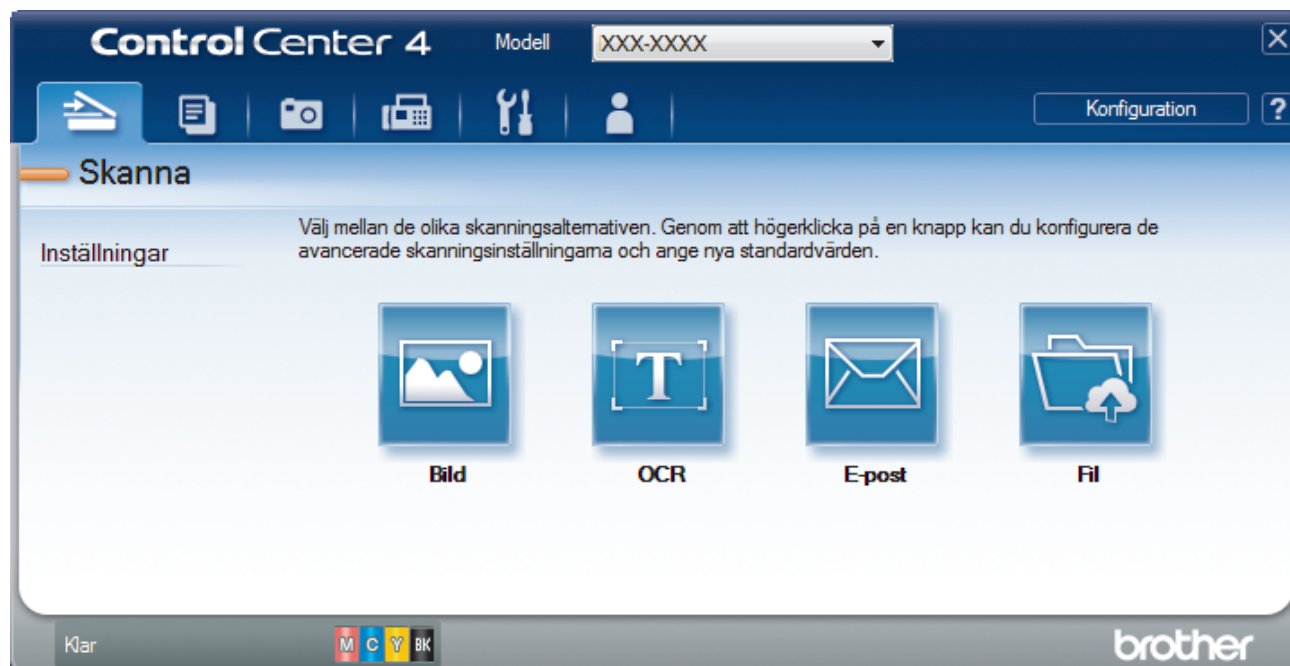 ControlCenter 4 Modell XXX-XXXX
Konfiguration ?
Skanna
Inställningar
Välj mellan de olika skanningsalternativen. Genom att högerklicka på en knapp kan du konfigurera de
avancerade skanningsinställningarna och ange nya standardvärden.
T
Bild OCR E-post Fil
Klar M C Y BK brother